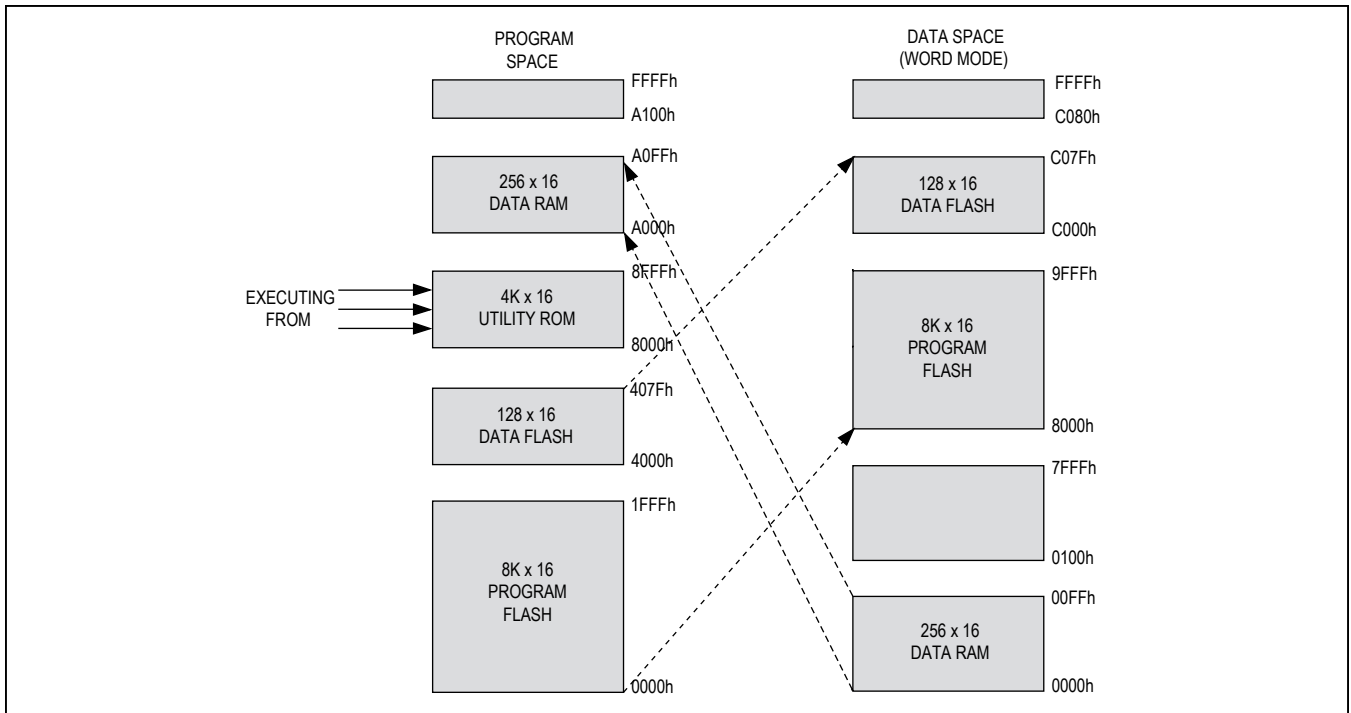 PROGRAM
SPACE
FFFFh
A100h
A0FFh
256 x 16
DATA RAM
A000h
8FFFh
EXECUTING
FROM
4K x 16
UTILITY ROM
8000h
407Fh
128 x 16
DATA FLASH
4000h
1FFFh
8K x 16
PROGRAM
FLASH
0000h
DATA SPACE
(WORD MODE)
FFFFh
C080h
C07Fh
128 x 16
DATA FLASH
C000h
9FFFh
8K x 16
PROGRAM
FLASH
8000h
7FFFh
0100h
00FFh
256 x 16
DATA RAM
0000h